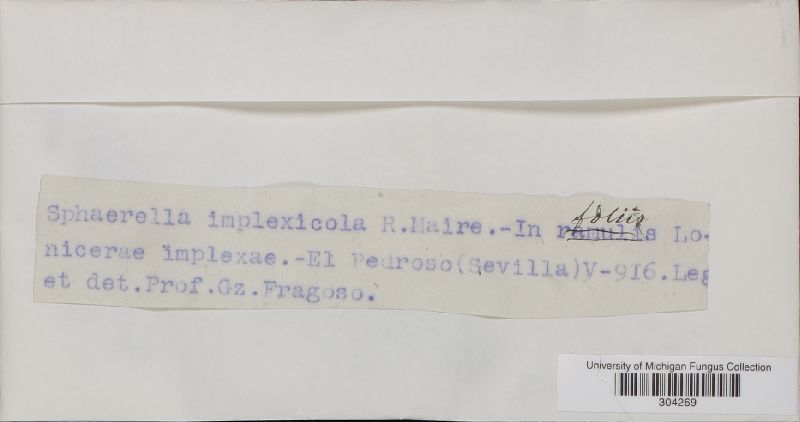 foliis
Sphaerella implexicola R.Maire.-In ramulis Lo-
nicerae implexae.-El Pedroso(Sevilla)V-916.Leg
et det.Prof.Gz.Fragoso.
University of Michigan Fungus Collection
304269